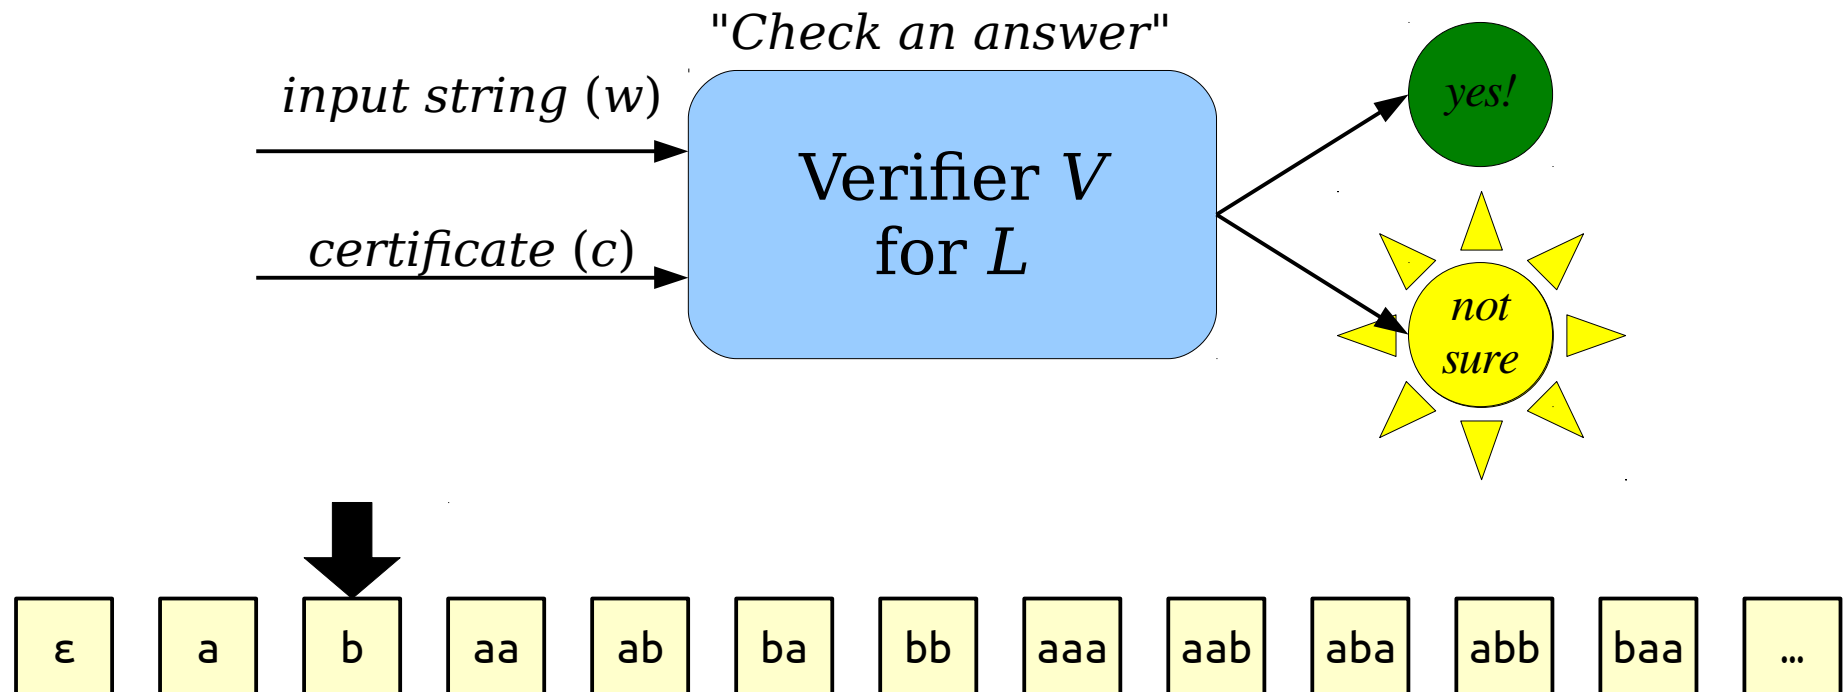 "Check an answer"
input string (w)
certificate (c)
Verifier V
for L
yes!
not
sure
ε a b aa ab ba bb aaa aab aba abb baa …